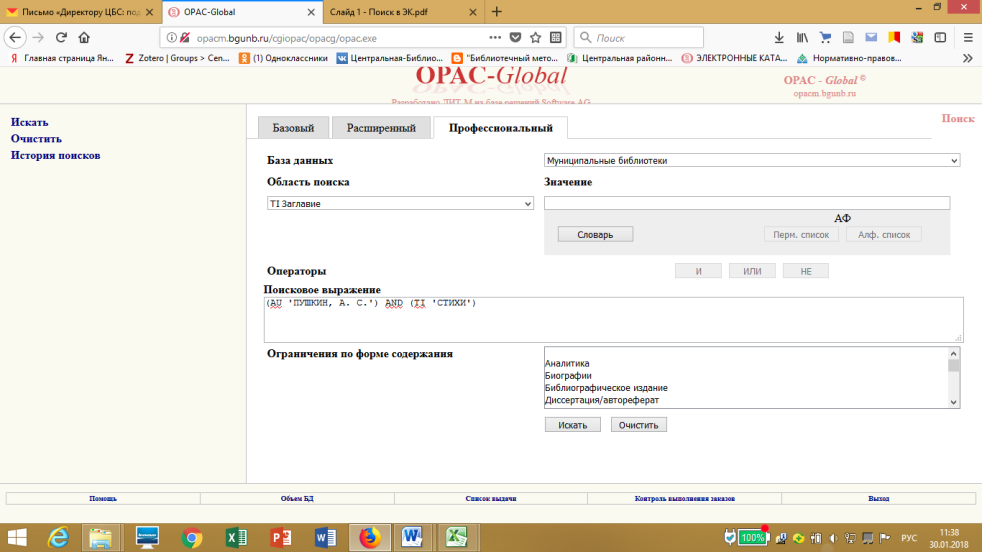 Письмо «Директору ЦБС: под
OPAC-Global
Слайд 1 - Поиск в ЭК.pdf
opacm.bgunb.ru/cgiopac/opacg/opac.exe
Поиск
Главная страница Ян...
Zotero | Groups > Cen...
(1) Одноклассники
Центральная-Библио...
"Библиотечный мето...
Центральная районн...
ЭЛЕКТРОННЫЕ КАТА...
Нормативно-правов...
OPAC-Global
Разработано ДИТ-М на базе решений Software AG
OPAC - Global ©
opacm.bgunb.ru
Искать
Очистить
История поисков
Базовый
Расширенный
Профессиональный
Поиск
База данных
Муниципальные библиотеки
Область поиска
Значение
TI Заглавие
АФ
Словарь
Перм. список
Алф. список
Операторы
И
ИЛИ
НЕ
Поисковое выражение
(AU 'ПУШКИН, А. С.') AND (TI 'СТИХИ')
Ограничения по форме содержания
Аналитика
Биографии
Библиографическое издание
Диссертация/автореферат
Искать
Очистить
Помощь
Объем БД
Список выдачи
Контроль выполнения заказов
Выход
100%
РУС
11:38
30.01.2018